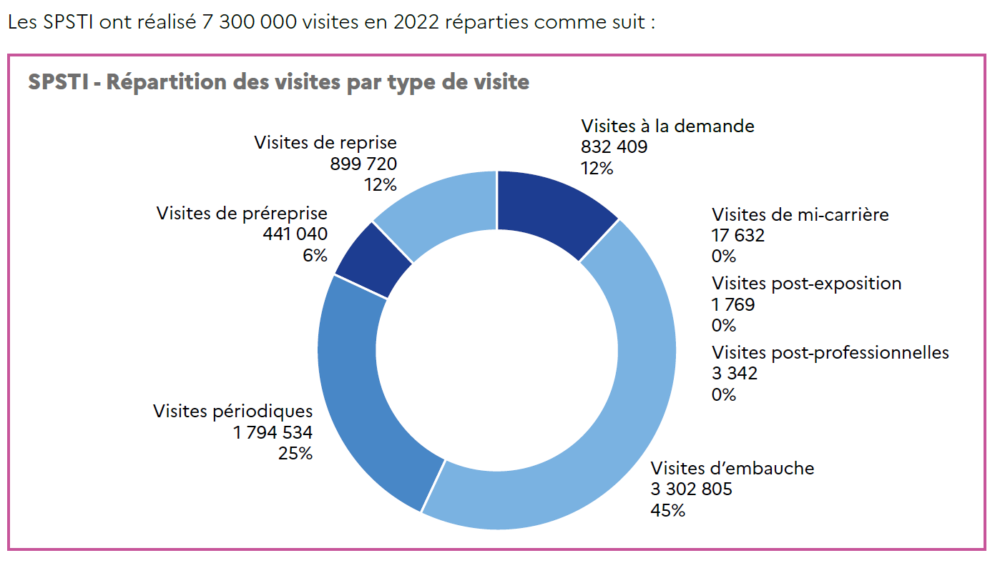 Les SPSTI ont réalisé 7 300 000 visites en 2022 réparties comme suit :
SPSTI - Répartition des visites par type de visite
Visites à la demande
832 409
12%
Visites de reprise
899 720
12%
Visites de préreprise
441 040
6%
Visites de mi-carrière
17 632
0%
Visites post-exposition
1 769
0%
Visites post-professionnelles
3 342
0%
Visites périodiques
1 794 534
25%
Visites d’embauche
3 302 805
45%